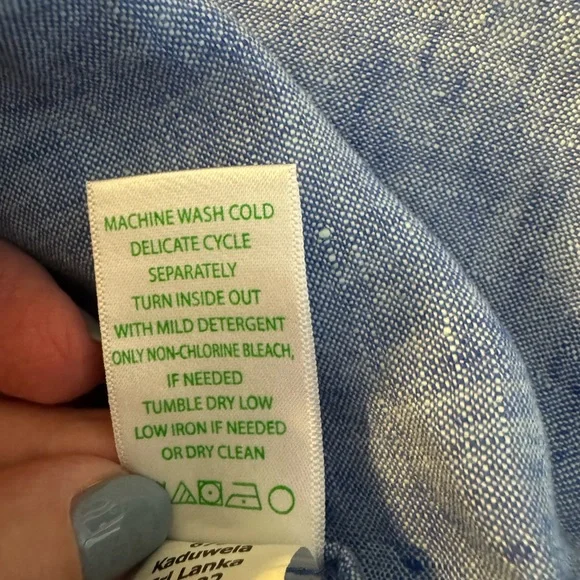 MACHINE WASH COLD
DELICATE CYCLE
SEPARATELY
TURN INSIDE OUT
WITH MILD DETERGENT
ONLY NON-CHLORINE BLEACH,
IF NEEDED
TUMBLE DRY LOW
LOW IRON IF NEEDED
OR DRY CLEAN
Kaduwela
Lanka